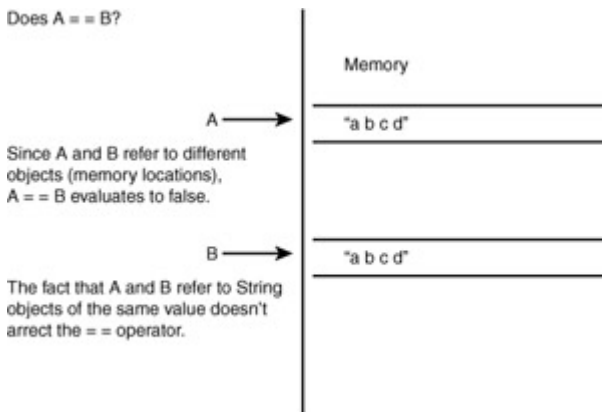 Does A = = B?
Memory
A
"a b c d"
Since A and B refer to different
objects (memory locations),
A = = B evaluates to false.
B
"a b c d"
The fact that A and B refer to String
objects of the same value doesn't
arrect the = = operator.